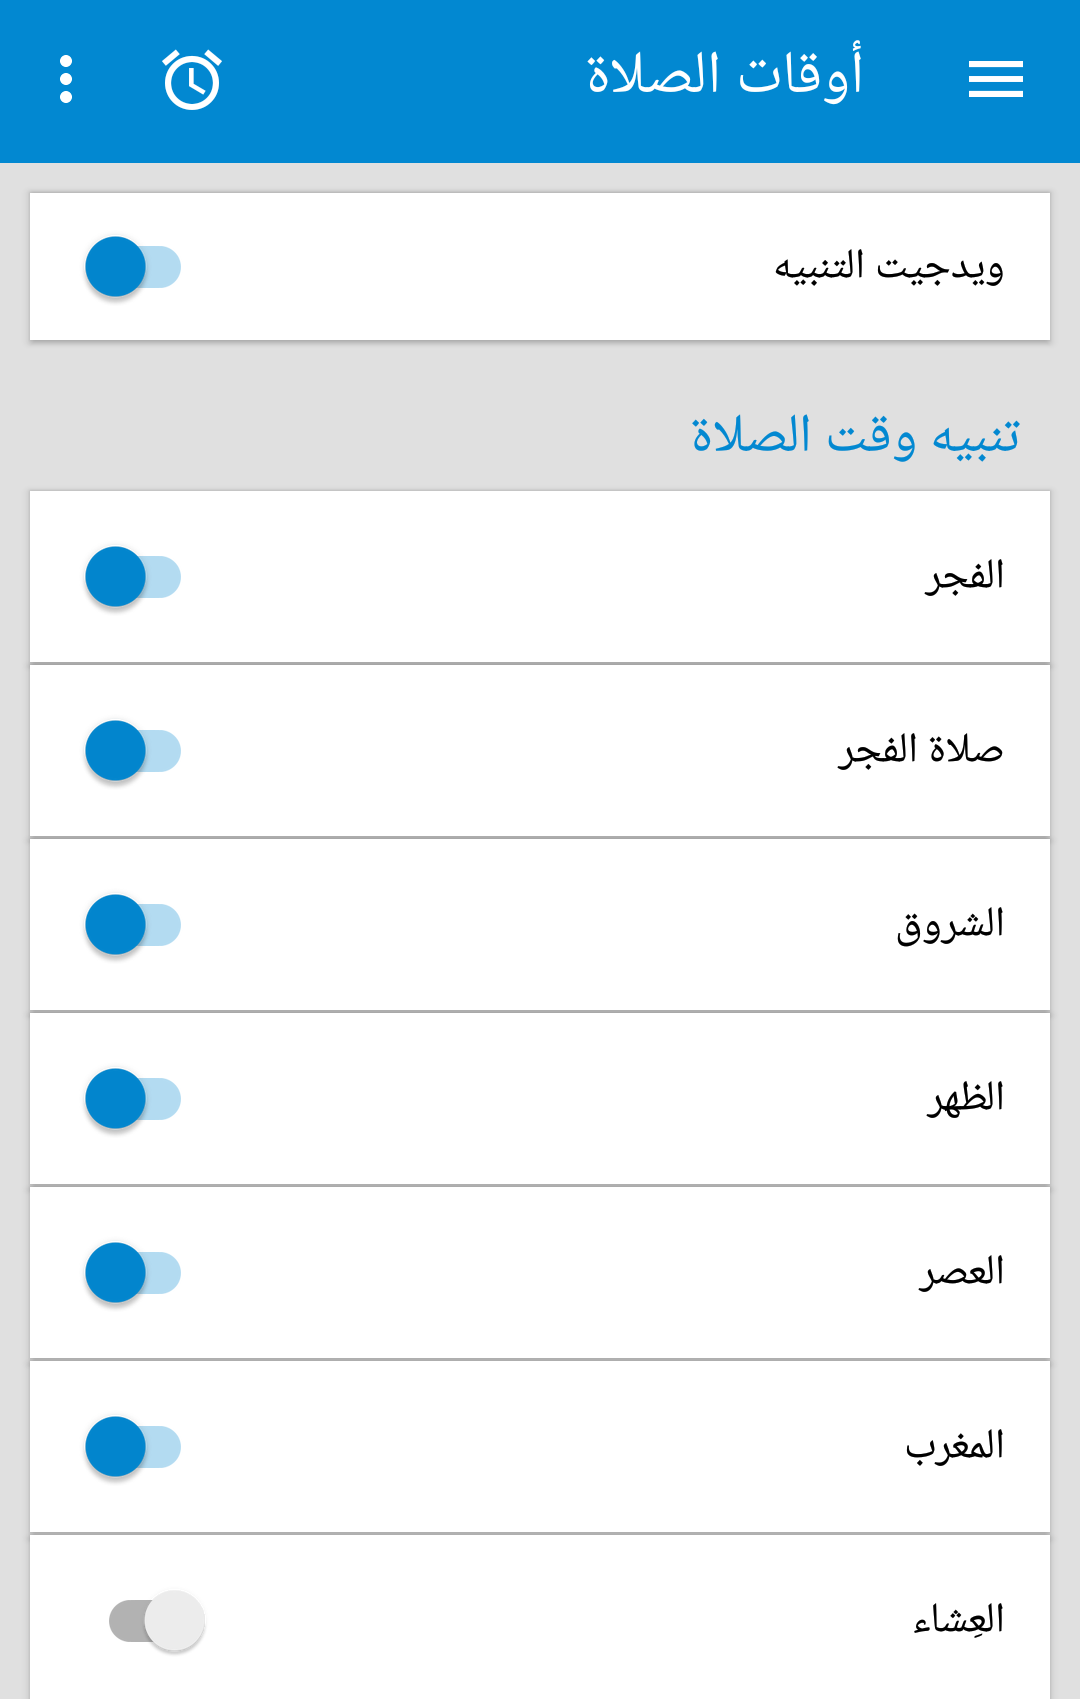 أوقات الصلاة
ويدجيت التنبيه
تنبيه وقت الصلاة
الفجر
صلاة الفجر
الشروق
الظهر
العصر
المغرب
العِشاء